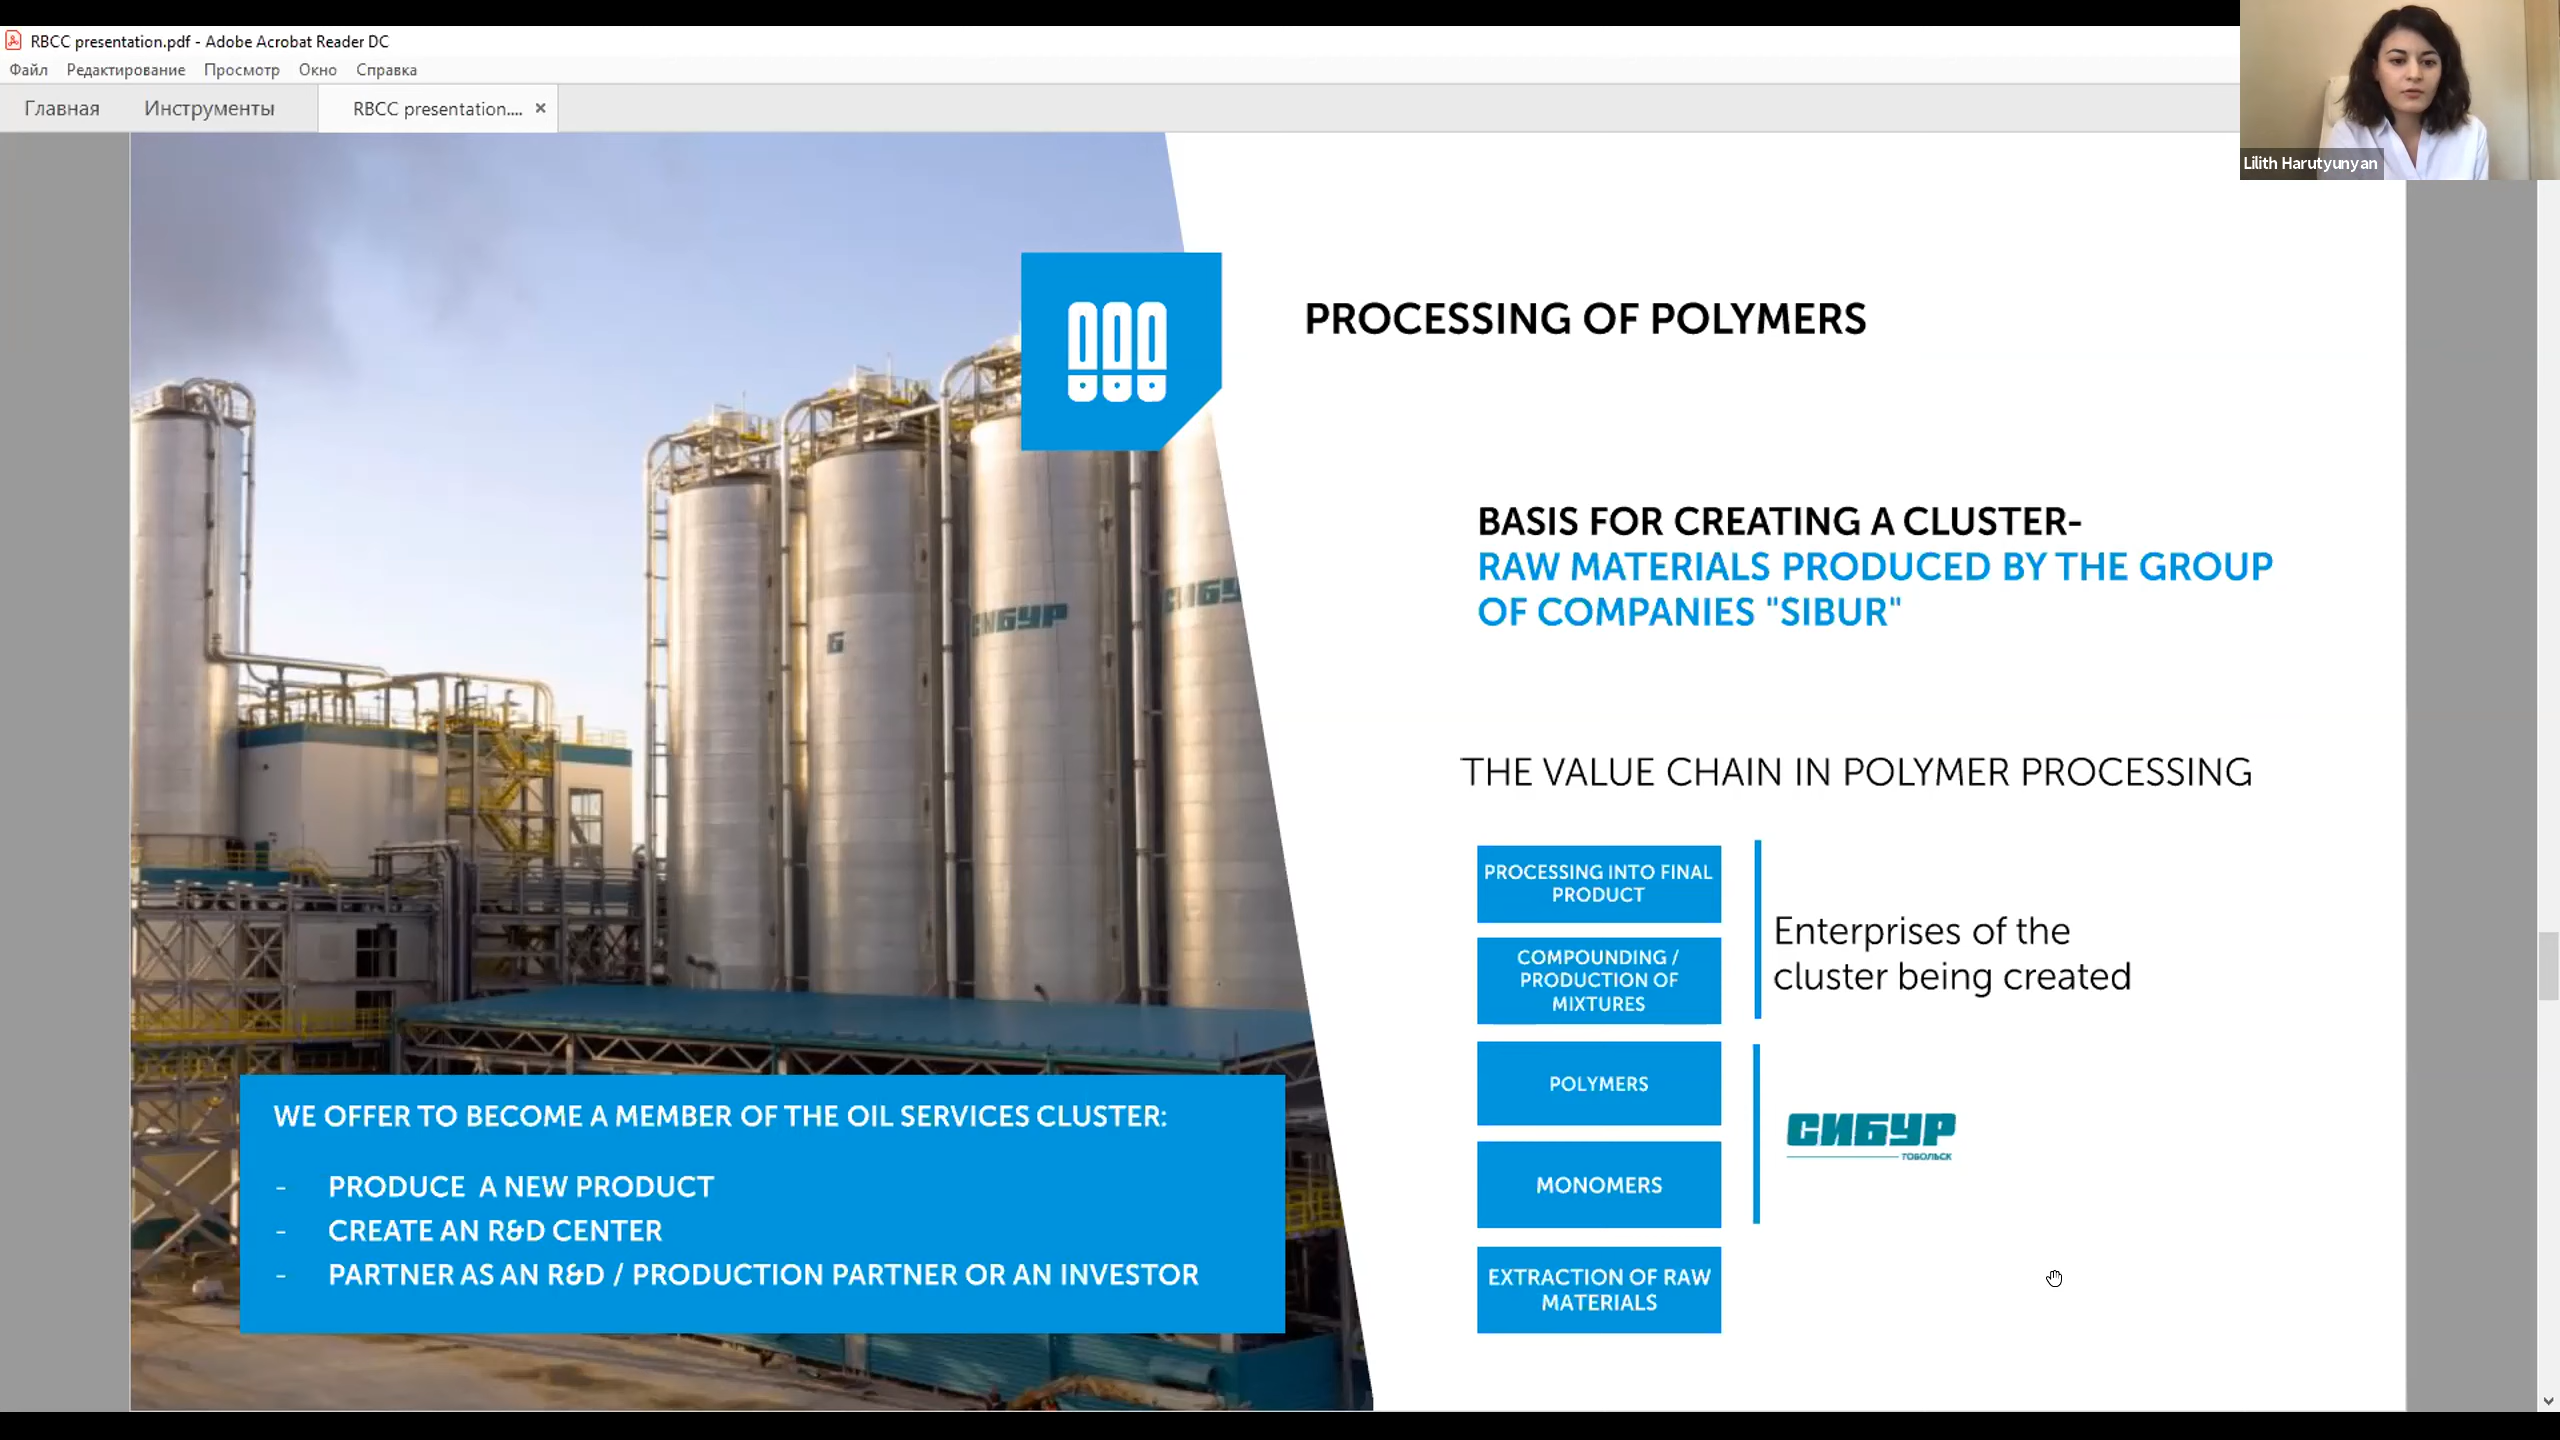 RBCC presentation.pdf - Adobe Acrobat Reader DC
Файл Редактирование Просмотр Окно Справка
Главная Инструменты RBCC presentation.... ×
Lilith Harutyunyan
PROCESSING OF POLYMERS
BASIS FOR CREATING A CLUSTER-
RAW MATERIALS PRODUCED BY THE GROUP
OF COMPANIES "SIBUR"
СИБУР
THE VALUE CHAIN IN POLYMER PROCESSING
PROCESSING INTO FINAL
PRODUCT
COMPOUNDING /
PRODUCTION OF
MIXTURES
Enterprises of the
cluster being created
POLYMERS
MONOMERS
СИБУР
ТОБОЛЬСК
EXTRACTION OF RAW
MATERIALS
WE OFFER TO BECOME A MEMBER OF THE OIL SERVICES CLUSTER:
- PRODUCE A NEW PRODUCT
- CREATE AN R&D CENTER
- PARTNER AS AN R&D / PRODUCTION PARTNER OR AN INVESTOR